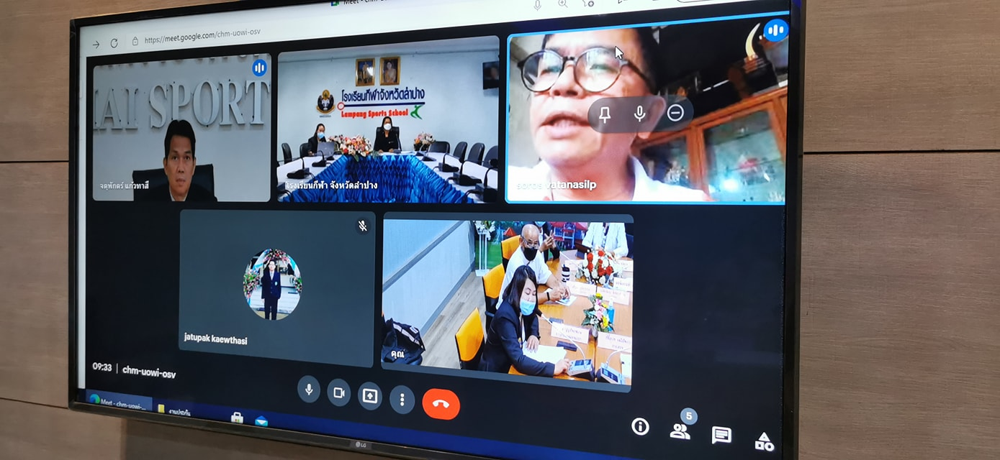 Meet - chm-
https://meet.google.com/chm-uowi-osv
AI SPORT
จตุพักตร์ แก้วทาสี
โรงเรียนกีฬาจังหวัดลำปาง
Lampang Sports School
โรงเรียนกีฬา จังหวัดลำปาง
soros vatanasilp
jatupak kaewthasi
คุณ
09:33 | chm-uowi-osv
5
Meet - chm-uowi-...
งานประกัน
LG